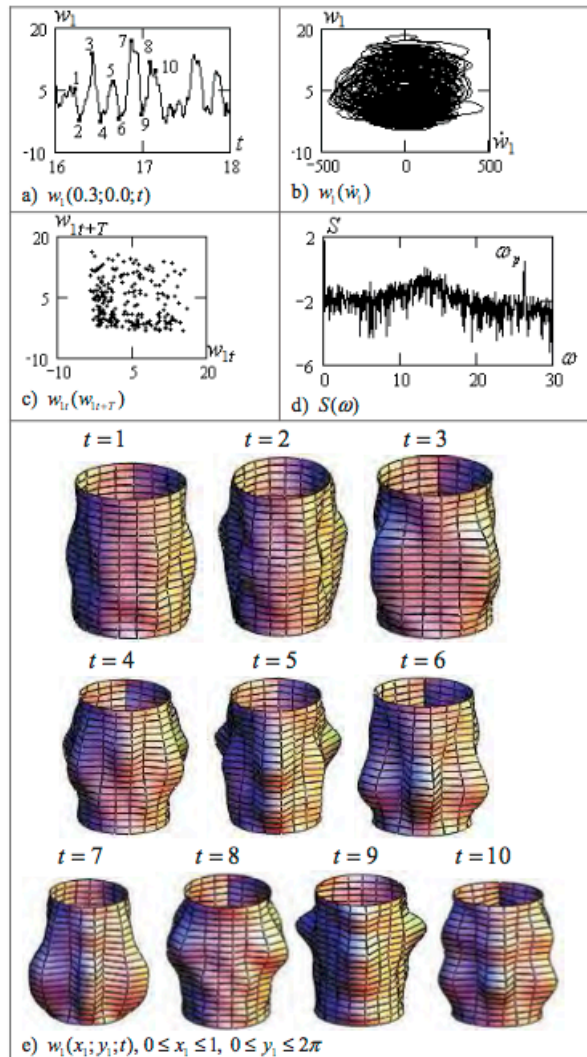 w₁
20
5
-10
3
7
8
10
5
1
2
4
6
9
t
16 17 18
a) w₁(0.3;0.0;t)
w₁
20
5
-10
ẇ₁
-500 0 500
b) w₁(ẇ₁)
w₁ₜ₊T
20
5
-10
w₁ₜ
-10 5 20
c) w₁ₜ(w₁ₜ₊T)
S
2
-2
-6
ωₚ
ω
0 10 20 30
d) S(ω)
t = 1 t = 2 t = 3
t = 4 t = 5 t = 6
t = 7 t = 8 t = 9 t = 10
e) w₁(x₁; y₁;t), 0 ≤ x₁ ≤ 1, 0 ≤ y₁ ≤ 2π